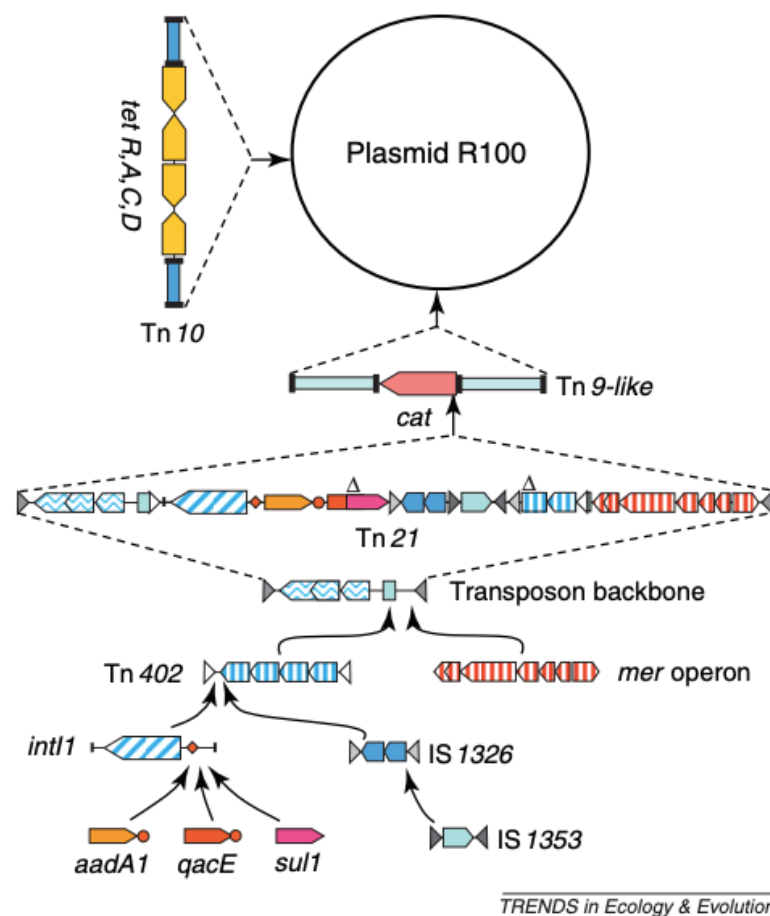 tet R,A,C,D
Plasmid R100
Tn 10
Tn 9-like
cat
Δ
Δ
Tn 21
Transposon backbone
Tn 402
mer operon
intI1
IS 1326
aadA1
qacE
sul1
IS 1353
TRENDS in Ecology & Evolution